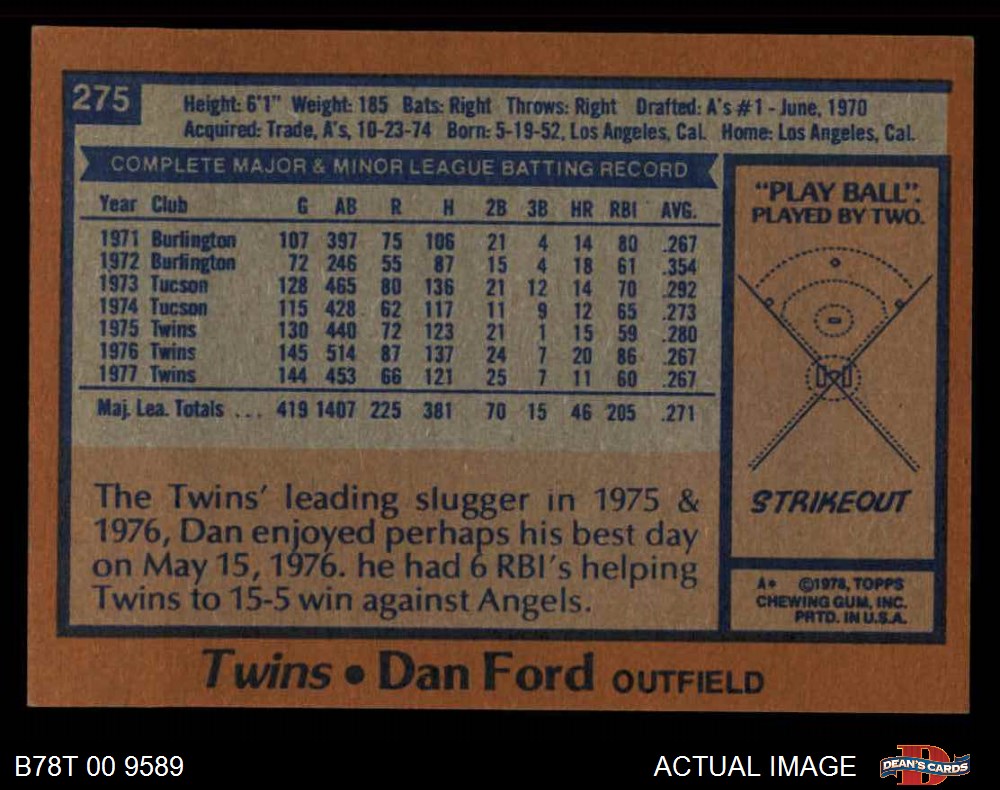 275
Height: 6'1" Weight: 185 Bats: Right Throws: Right Drafted: A's #1 - June, 1970
Acquired: Trade, A's, 10-23-74 Born: 5-19-52, Los Angeles, Cal. Home: Los Angeles, Cal.
COMPLETE MAJOR & MINOR LEAGUE BATTING RECORD
Year Club G AB R H 2B 3B HR RBI AVG.
1971 Burlington 107 397 75 106 21 4 14 80 .267
1972 Burlington 72 246 55 87 15 4 18 61 .354
1973 Tucson 128 465 80 136 21 12 14 70 .292
1974 Tucson 115 428 62 117 11 9 12 65 .273
1975 Twins 130 440 72 123 21 1 15 59 .280
1976 Twins 145 514 87 137 24 7 20 86 .267
1977 Twins 144 453 66 121 25 7 11 60 .267
Maj. Lea. Totals ... 419 1407 225 381 70 15 46 205 .271
The Twins' leading slugger in 1975 &
1976, Dan enjoyed perhaps his best day
on May 15, 1976. he had 6 RBI's helping
Twins to 15-5 win against Angels.
"PLAY BALL".
PLAYED BY TWO.
STRIKEOUT
A* ©1978, TOPPS
CHEWING GUM, INC.
PRTD. IN U.S.A.
Twins • Dan Ford OUTFIELD
B78T 00 9589
ACTUAL IMAGE
DEAN'S CARDS